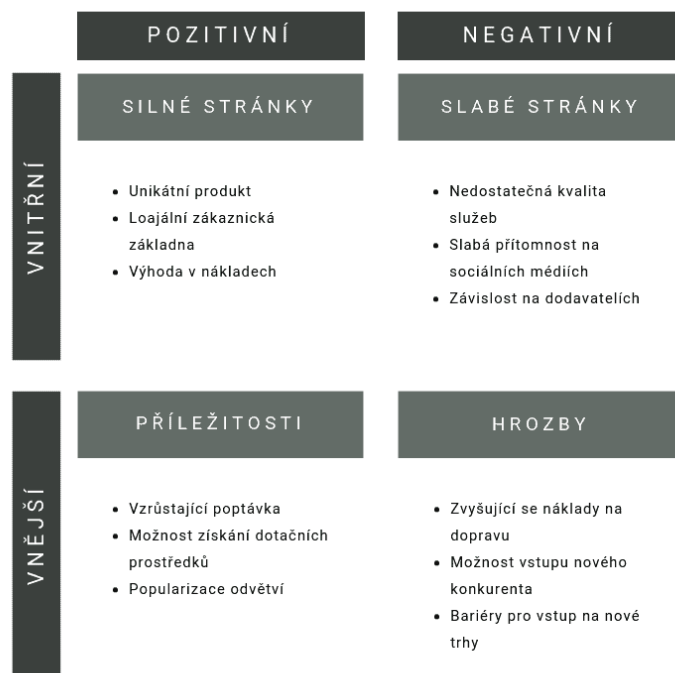 POZITIVNÍ
NEGATIVNÍ
VNITŘNÍ
SILNÉ STRÁNKY
• Unikátní produkt
• Loajální zákaznická
základna
• Výhoda v nákladech
SLABÉ STRÁNKY
• Nedostatečná kvalita
služeb
• Slabá přítomnost na
sociálních médiích
• Závislost na dodavatelích
VNĚJŠÍ
PŘÍLEŽITOSTI
• Vzrůstající poptávka
• Možnost získání dotačních
prostředků
• Popularizace odvětví
HROZBY
• Zvyšující se náklady na
dopravu
• Možnost vstupu nového
konkurenta
• Bariéry pro vstup na nové
trhy